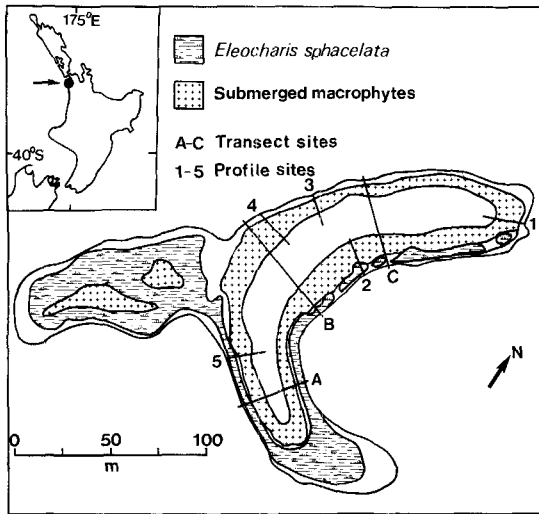 175°E
40°S
Eleocharis sphacelata
Submerged macrophytes
A-C Transect sites
1-5 Profile sites
3
4
1
2
C
B
5
A
N
0 50 100
m